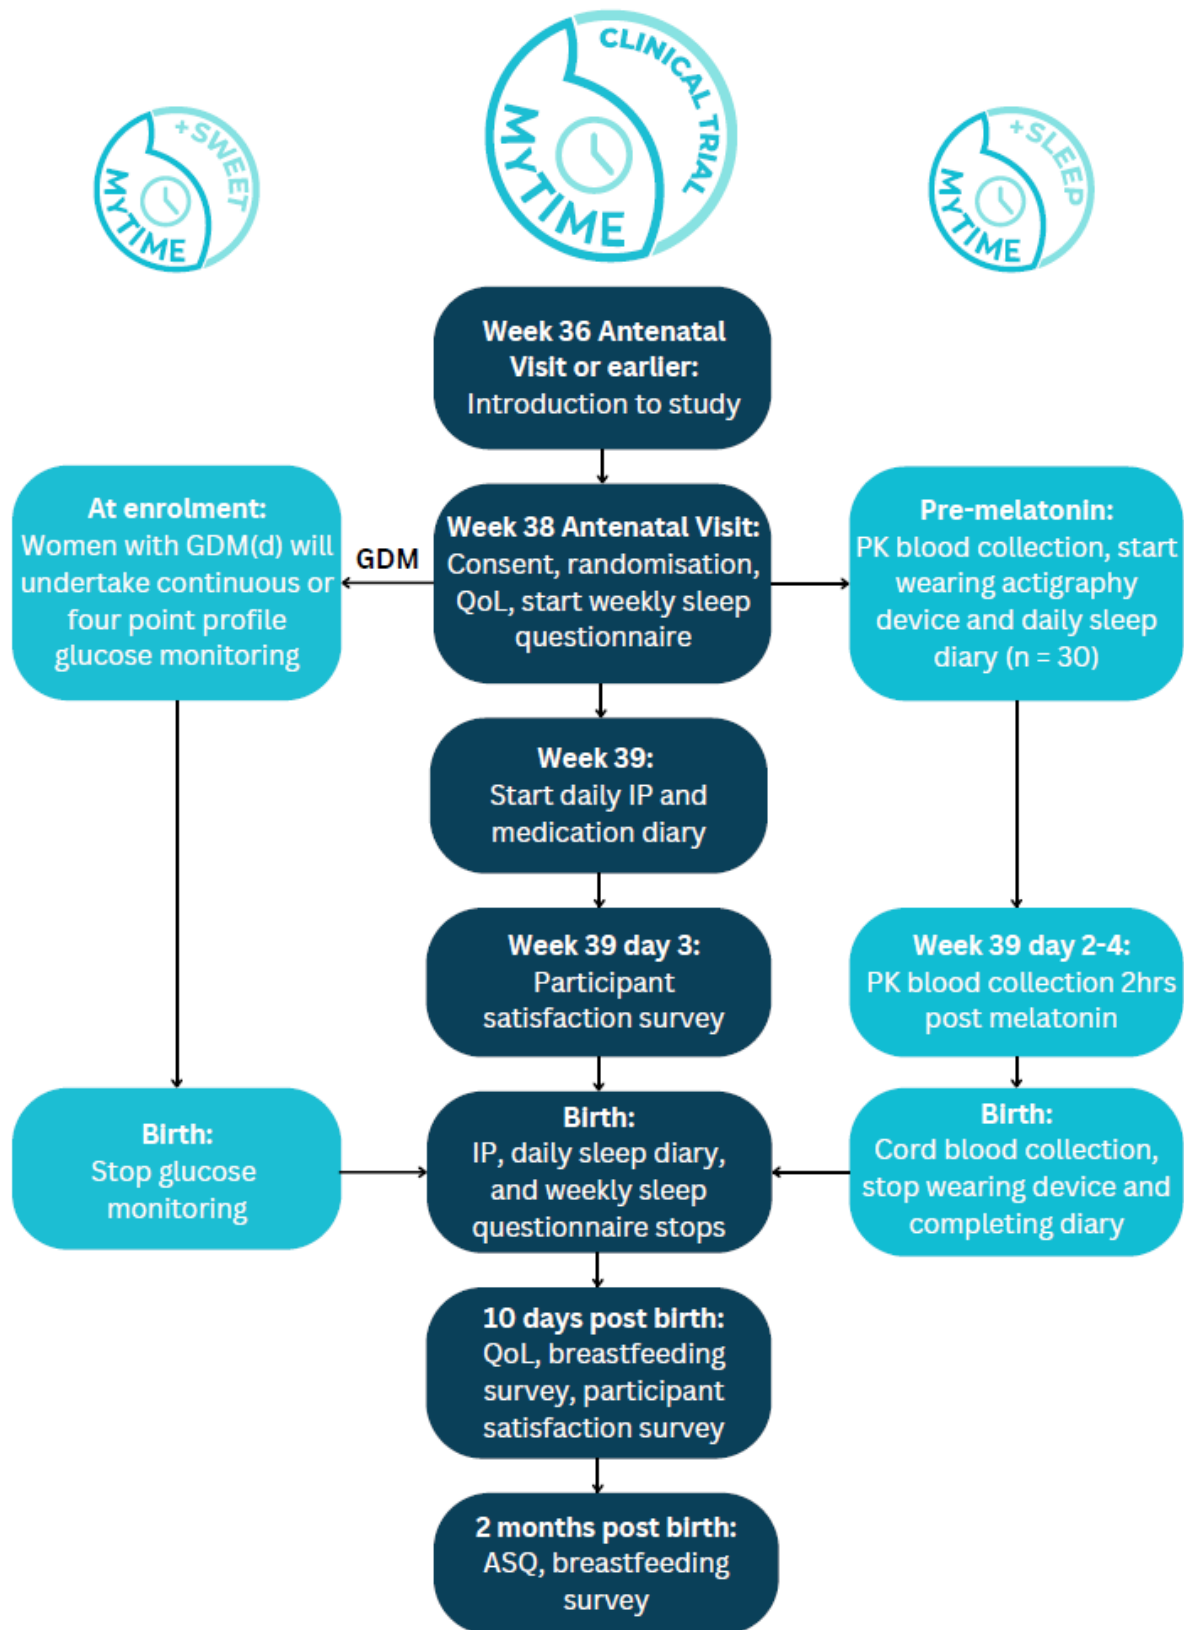 +SWEET
MYTIME
CLINICAL TRIAL
MYTIME
+SLEEP
MYTIME
Week 36 Antenatal
Visit or earlier:
Introduction to study
At enrolment:
Women with GDM(d) will
undertake continuous or
four point profile
glucose monitoring
GDM
Week 38 Antenatal Visit:
Consent, randomisation,
QoL, start weekly sleep
questionnaire
Pre-melatonin:
PK blood collection, start
wearing actigraphy
device and daily sleep
diary (n = 30)
Week 39:
Start daily IP and
medication diary
Week 39 day 3:
Participant
satisfaction survey
Week 39 day 2-4:
PK blood collection 2hrs
post melatonin
Birth:
Stop glucose
monitoring
Birth:
IP, daily sleep diary,
and weekly sleep
questionnaire stops
Birth:
Cord blood collection,
stop wearing device and
completing diary
10 days post birth:
QoL, breastfeeding
survey, participant
satisfaction survey
2 months post birth:
ASQ, breastfeeding
survey